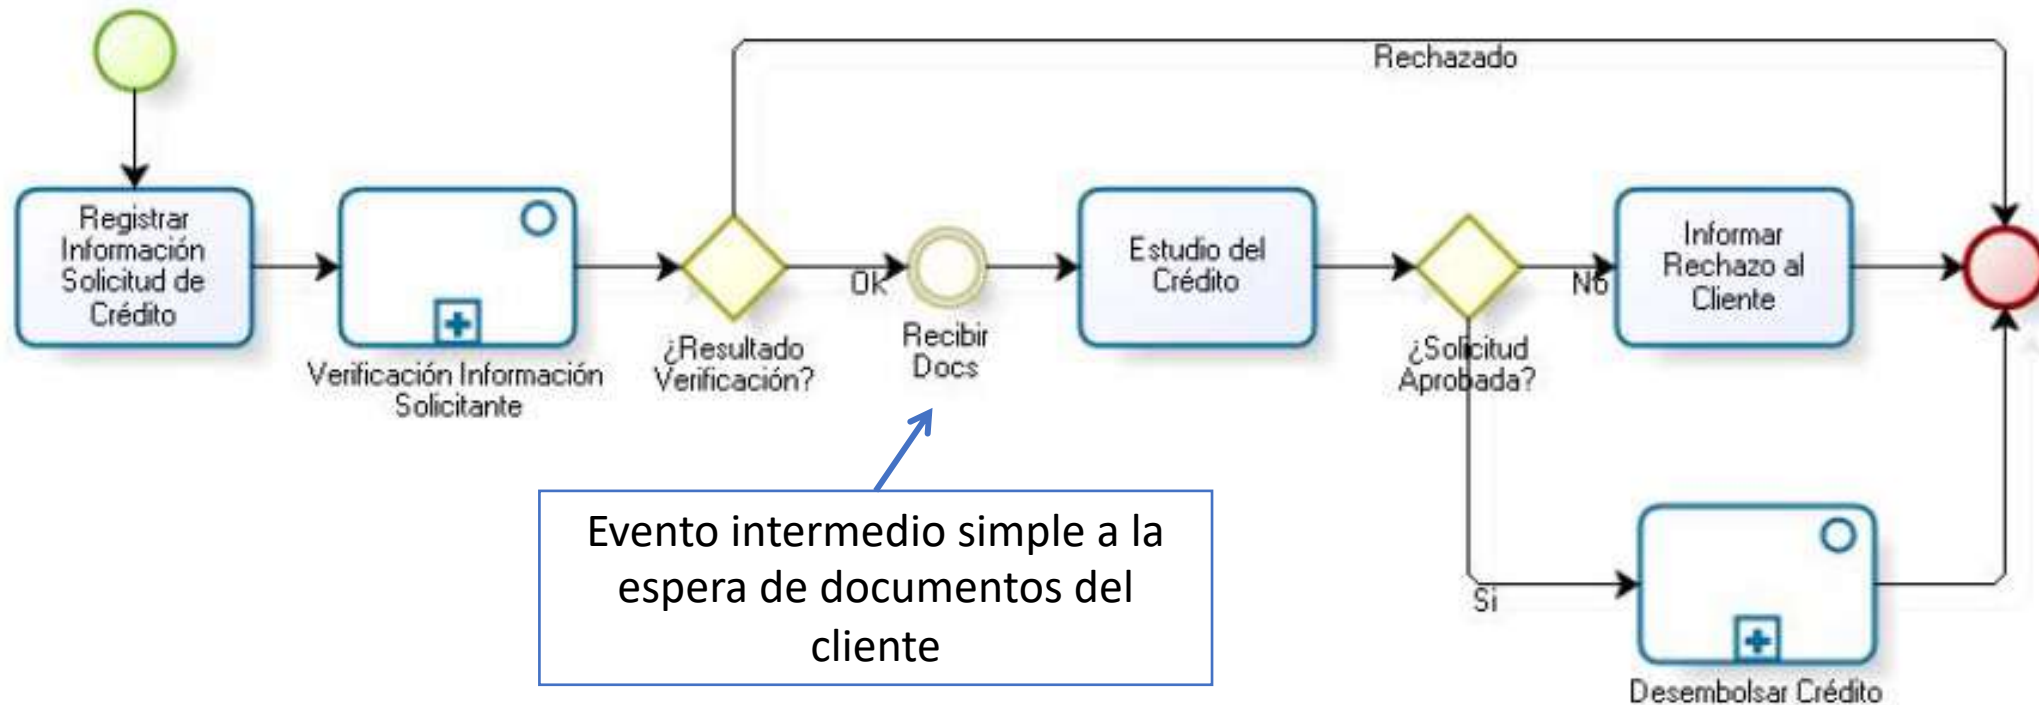 Rechazado
Registrar
Información
Solicitud de
Crédito
Verificación Información
Solicitante
¿Resultado
Verificación?
Ok
Recibir
Docs
Estudio del
Crédito
¿Solicitud
Aprobada?
No
Informar
Rechazo al
Cliente
Si
Desembolsar Crédito
Evento intermedio simple a la
espera de documentos del
cliente